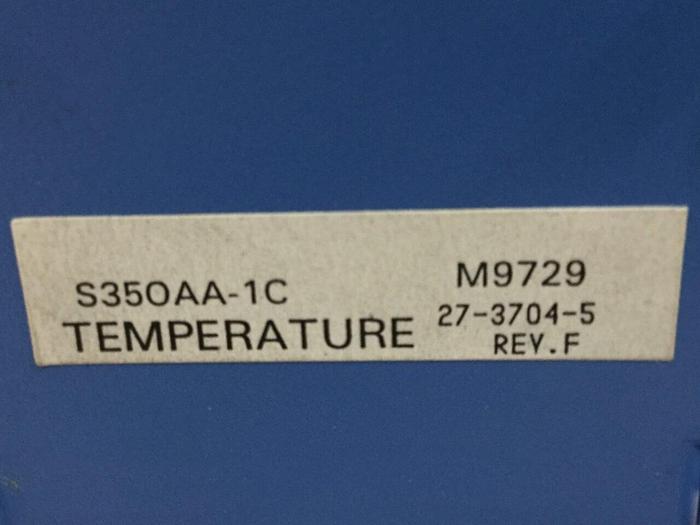 S350AA-1C
TEMPERATURE
M9729
27-3704-5
REV.F